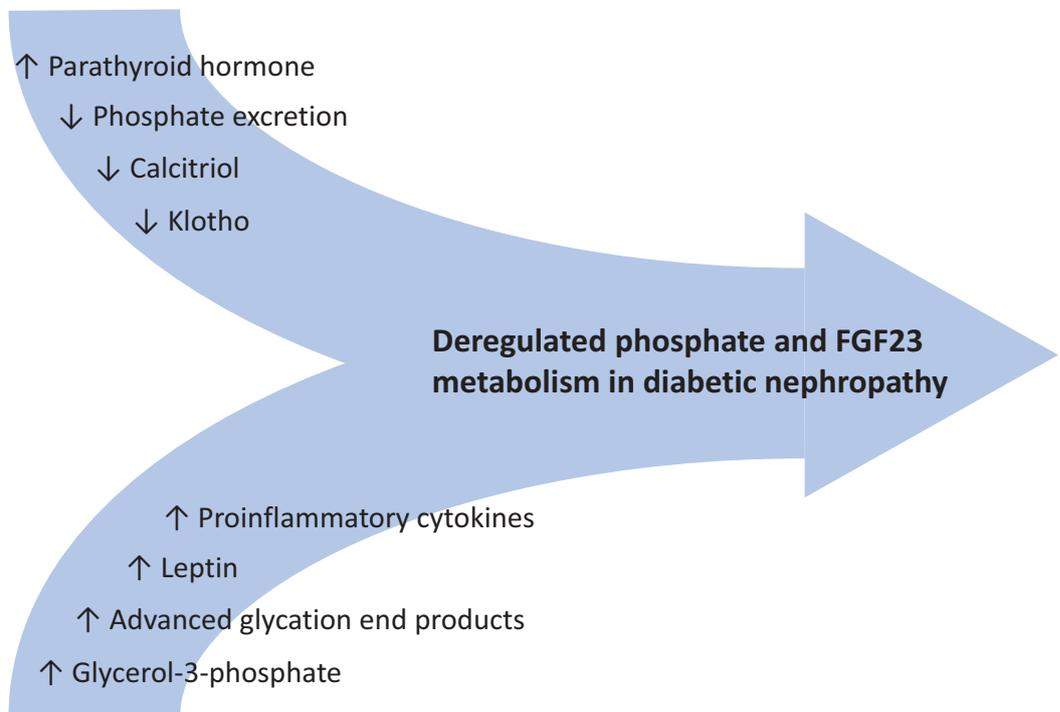 ↑ Parathyroid hormone
↓ Phosphate excretion
↓ Calcitriol
↓ Klotho
Deregulated phosphate and FGF23
metabolism in diabetic nephropathy
↑ Proinflammatory cytokines
↑ Leptin
↑ Advanced glycation end products
↑ Glycerol-3-phosphate